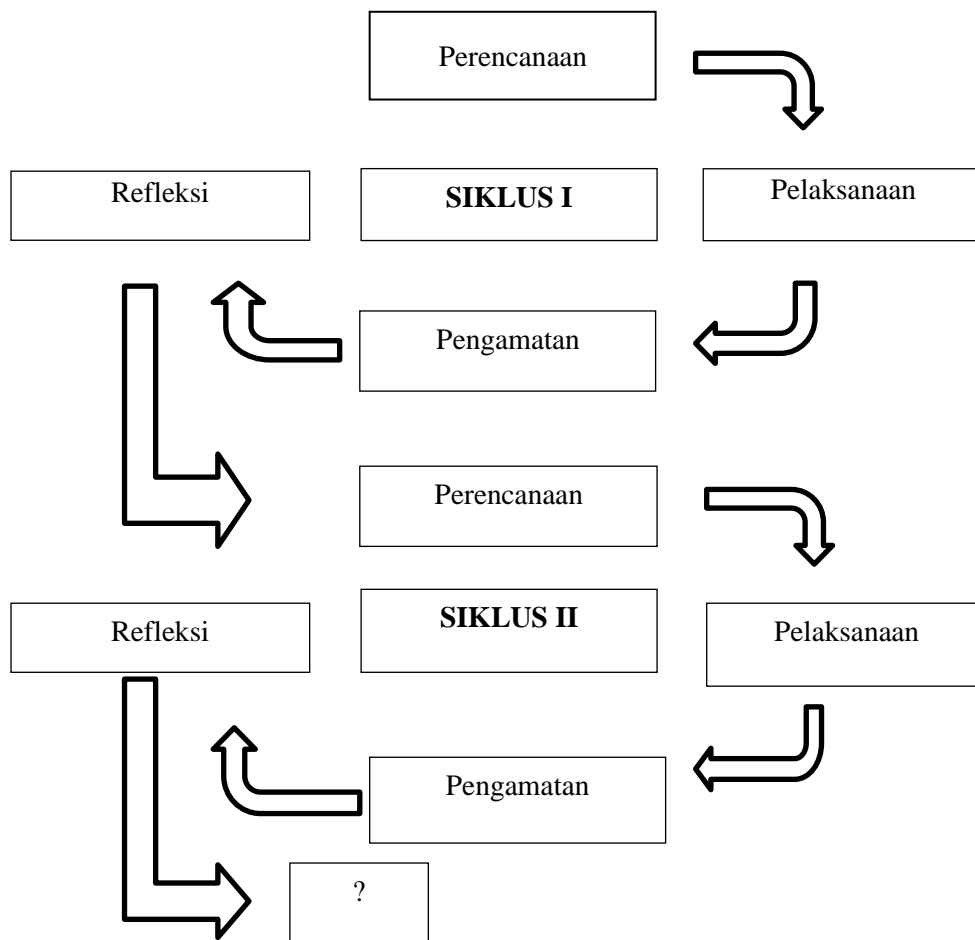 Perencanaan
Refleksi
SIKLUS I
Pelaksanaan
Pengamatan
Perencanaan
Refleksi
SIKLUS II
Pelaksanaan
Pengamatan
?